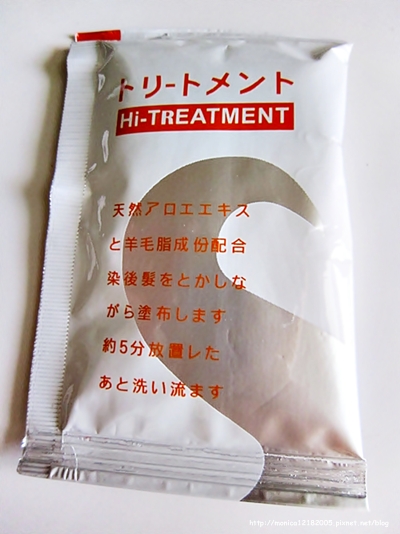 トリートメント
Hi-TREATMENT
天然アロエエキス
と羊毛脂成份配合
染後髪をとかしな
がら塗布します
約5分放置レた
あと洗い流ます